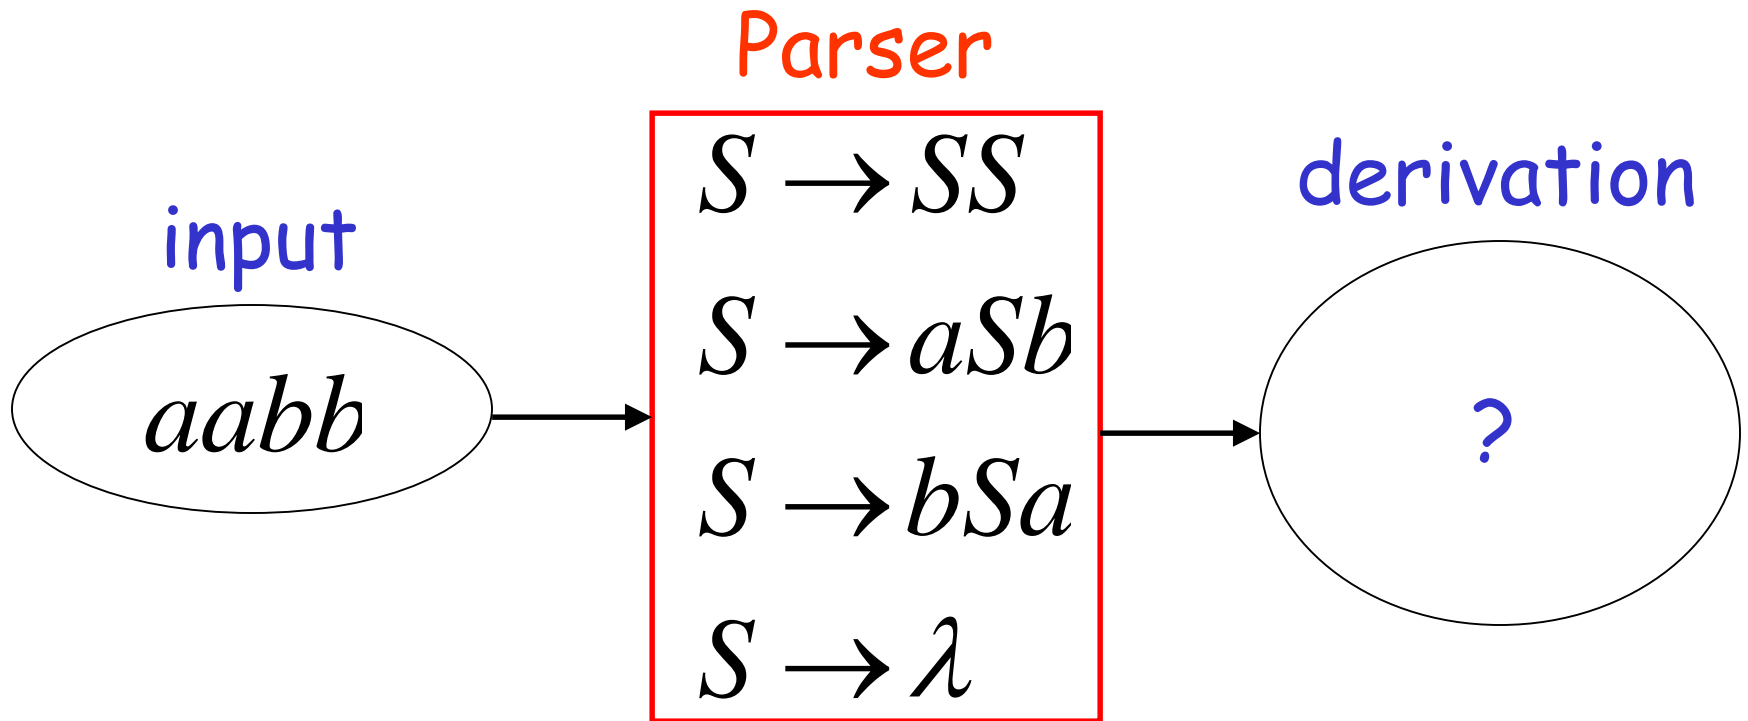 Parser
input
aabb
S → SS
S → aSb
S → bSa
S → λ
derivation
?